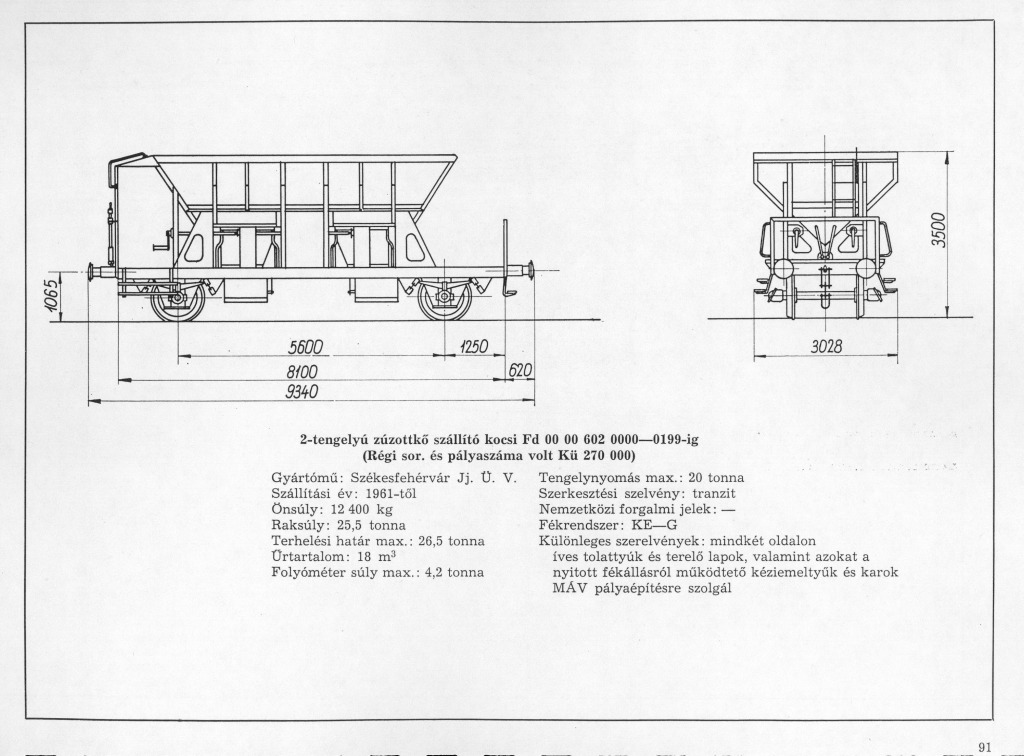 1065
3500
5600
1250
3028
8100
620
9340
2-tengelyú zúzottkő szállító kocsi Fd 00 00 602 0000—0199-ig
(Régi sor. és pályaszáma volt Kü 270 000)
Gyártómű: Székesfehérvár Jj. Ü. V.
Szállítási év: 1961-től
Önsúly: 12 400 kg
Raksúly: 25,5 tonna
Terhelési határ max.: 26,5 tonna
Űrtartalom: 18 m³
Folyóméter súly max.: 4,2 tonna
Tengelynyomás max.: 20 tonna
Szerkesztési szelvény: tranzit
Nemzetközi forgalmi jelek: —
Fékrendszer: KE—G
Különleges szerelvények: mindkét oldalon
íves tolattyúk és terelő lapok, valamint azokat a
nyitott fékállásról működtető kéziemeltyűk és karok
MÁV pályaépítésre szolgál
91